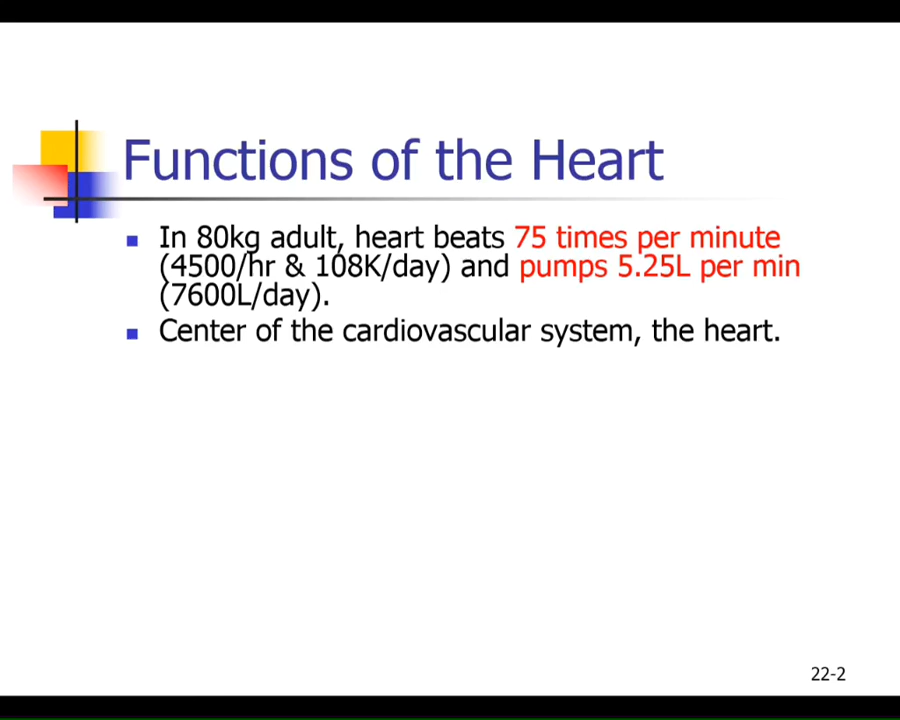 Functions of the Heart
In 80kg adult, heart beats 75 times per minute
(4500/hr & 108K/day) and pumps 5.25L per min
(7600L/day).
Center of the cardiovascular system, the heart.
22-2